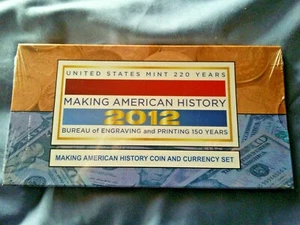 UNITED STATES MINT 220 YEARS
MAKING AMERICAN HISTORY
2012
BUREAU of ENGRAVING and PRINTING 150 YEARS
MAKING AMERICAN HISTORY COIN AND CURRENCY SET